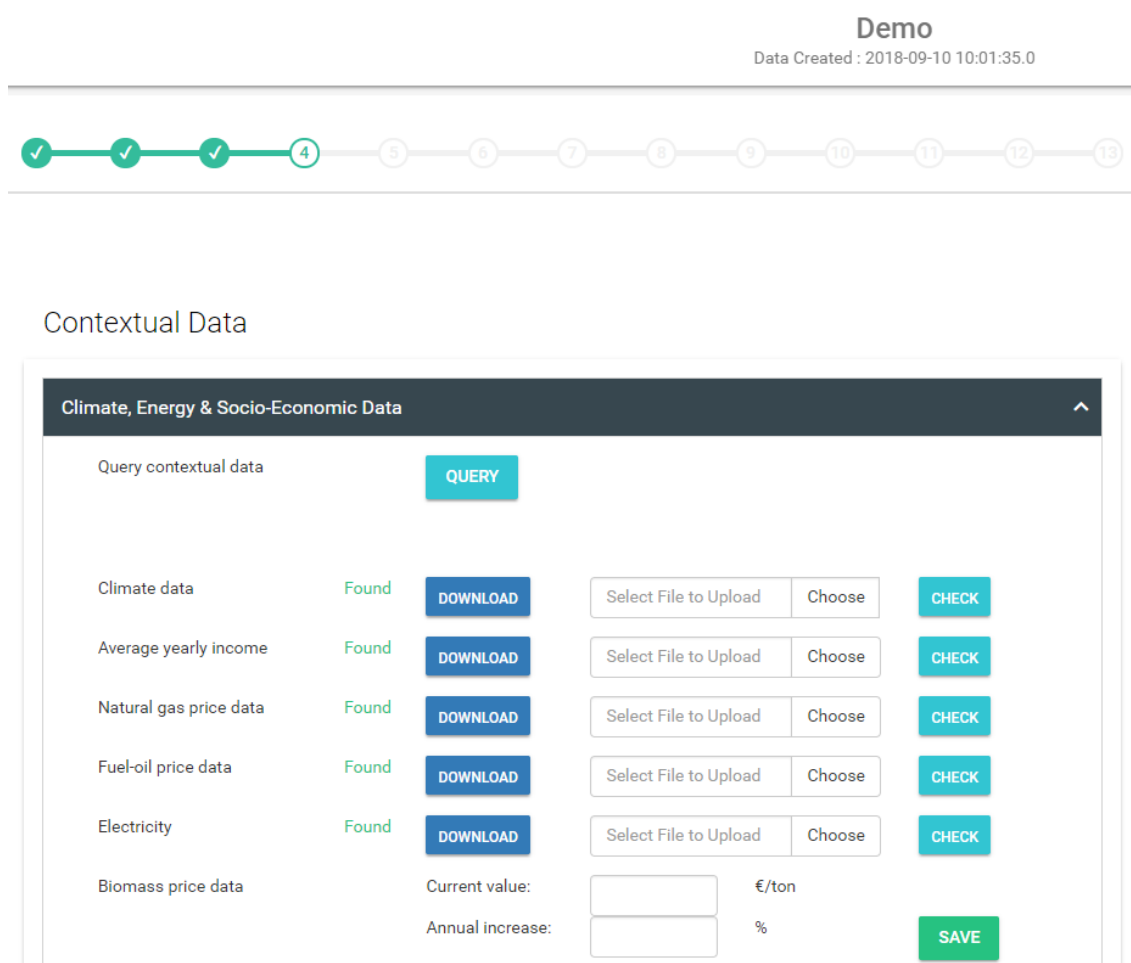 Demo
Data Created : 2018-09-10 10:01:35.0
4 5 6 7 8 9 10 11 12 13
Contextual Data
Climate, Energy & Socio-Economic Data
Query contextual data QUERY
Climate data Found DOWNLOAD Select File to Upload Choose CHECK
Average yearly income Found DOWNLOAD Select File to Upload Choose CHECK
Natural gas price data Found DOWNLOAD Select File to Upload Choose CHECK
Fuel-oil price data Found DOWNLOAD Select File to Upload Choose CHECK
Electricity Found DOWNLOAD Select File to Upload Choose CHECK
Biomass price data Current value: €/ton
Annual increase: % SAVE